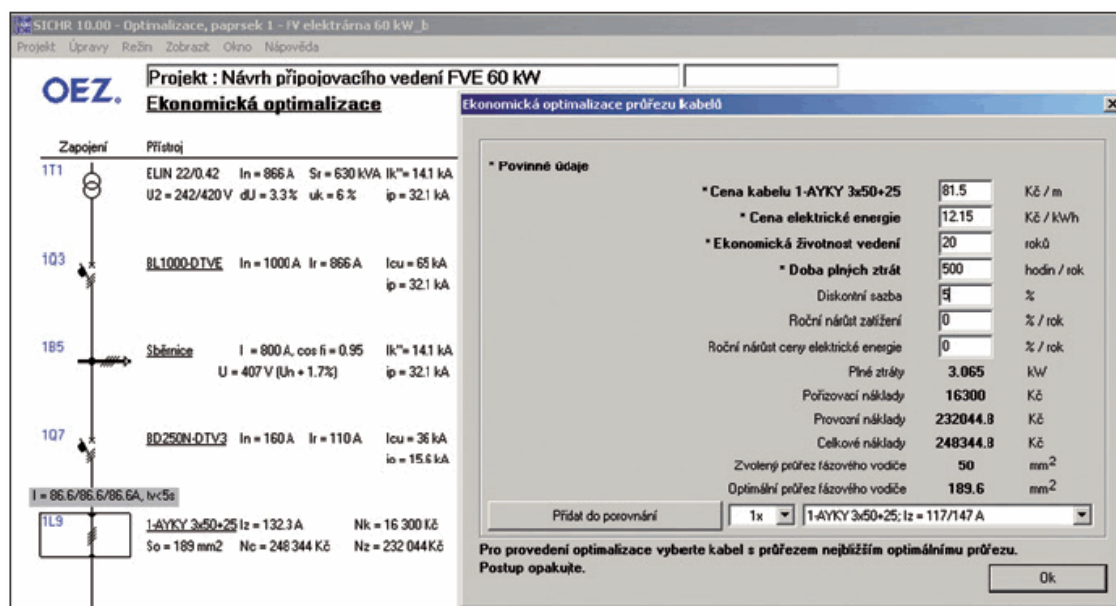 SICHR 10.00 - Optimalizace, paprsek 1 - FV elektrárna 60 kW_b
Projekt Úpravy Režin Zobrazit Okno Nápověda
OEZ.
Projekt : Návrh připojovacího vedení FVE 60 kW
Ekonomická optimalizace
Zapojení Přístroj
1T1 ELIN 22/0.42 In = 866 A Sr = 630 kVA Ik''= 14.1 kA
U2 = 242/420 V dU = 3.3% uk = 6 % ip = 32.1 kA
1Q3 BL1000-DTVE In = 1000 A Ir = 866 A Icu = 65 kA
ip = 32.1 kA
1B5 Sběrnice I = 800 A, cos fi = 0.95 Ik''= 14.1 kA
U = 407 V (Un + 1.7%) ip = 32.1 kA
1Q7 BD250N-DTV3 In = 160 A Ir = 110 A Icu = 36 kA
ip = 15.6 kA
I = 86.6/86.6/86.6A, tv<5s
1L9 1-AYKY 3x50+25 Iz = 132.3 A Nk = 16 300 Kč
So = 189 mm2 Nc = 248 344 Kč Nz = 232 044 Kč
Ekonomická optimalizace průřezu kabelů
* Povinné údaje
* Cena kabelu 1-AYKY 3x50+25 81.5 Kč / m
* Cena elektrické energie 12.15 Kč / kWh
* Ekonomická životnost vedení 20 roků
* Doba plných ztrát 500 hodin / rok
Diskontní sazba 5 %
Roční nárůst zatížení 0 % / rok
Roční nárůst ceny elektrické energie 0 % / rok
Plné ztráty 3.065 kW
Pořizovací náklady 16300 Kč
Provozní náklady 232044.8 Kč
Celkové náklady 248344.8 Kč
Zvolený průřez fázového vodiče 50 mm2
Optimální průřez fázového vodiče 189.6 mm2
Přidat do porovnání 1x 1-AYKY 3x50+25; Iz = 117/147 A
Pro provedení optimalizace vyberte kabel s průřezem nejbližším optimálnímu průřezu.
Postup opakujte.
Ok